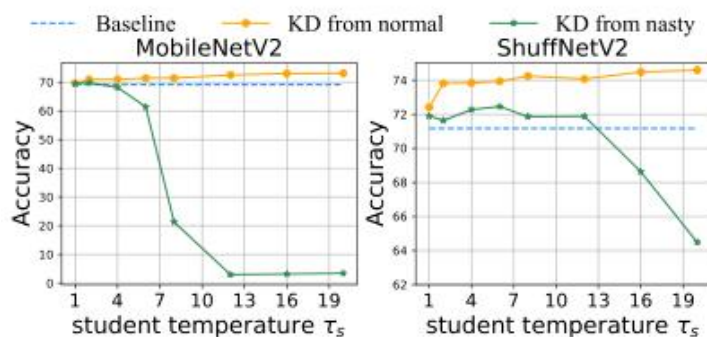 Baseline KD from normal KD from nasty
MobileNetV2 ShuffNetV2
Accuracy
70
60
50
40
30
20
10
0
1 4 7 10 13 16 19
student temperature τs
Accuracy
74
72
70
68
66
64
62
1 4 7 10 13 16 19
student temperature τs